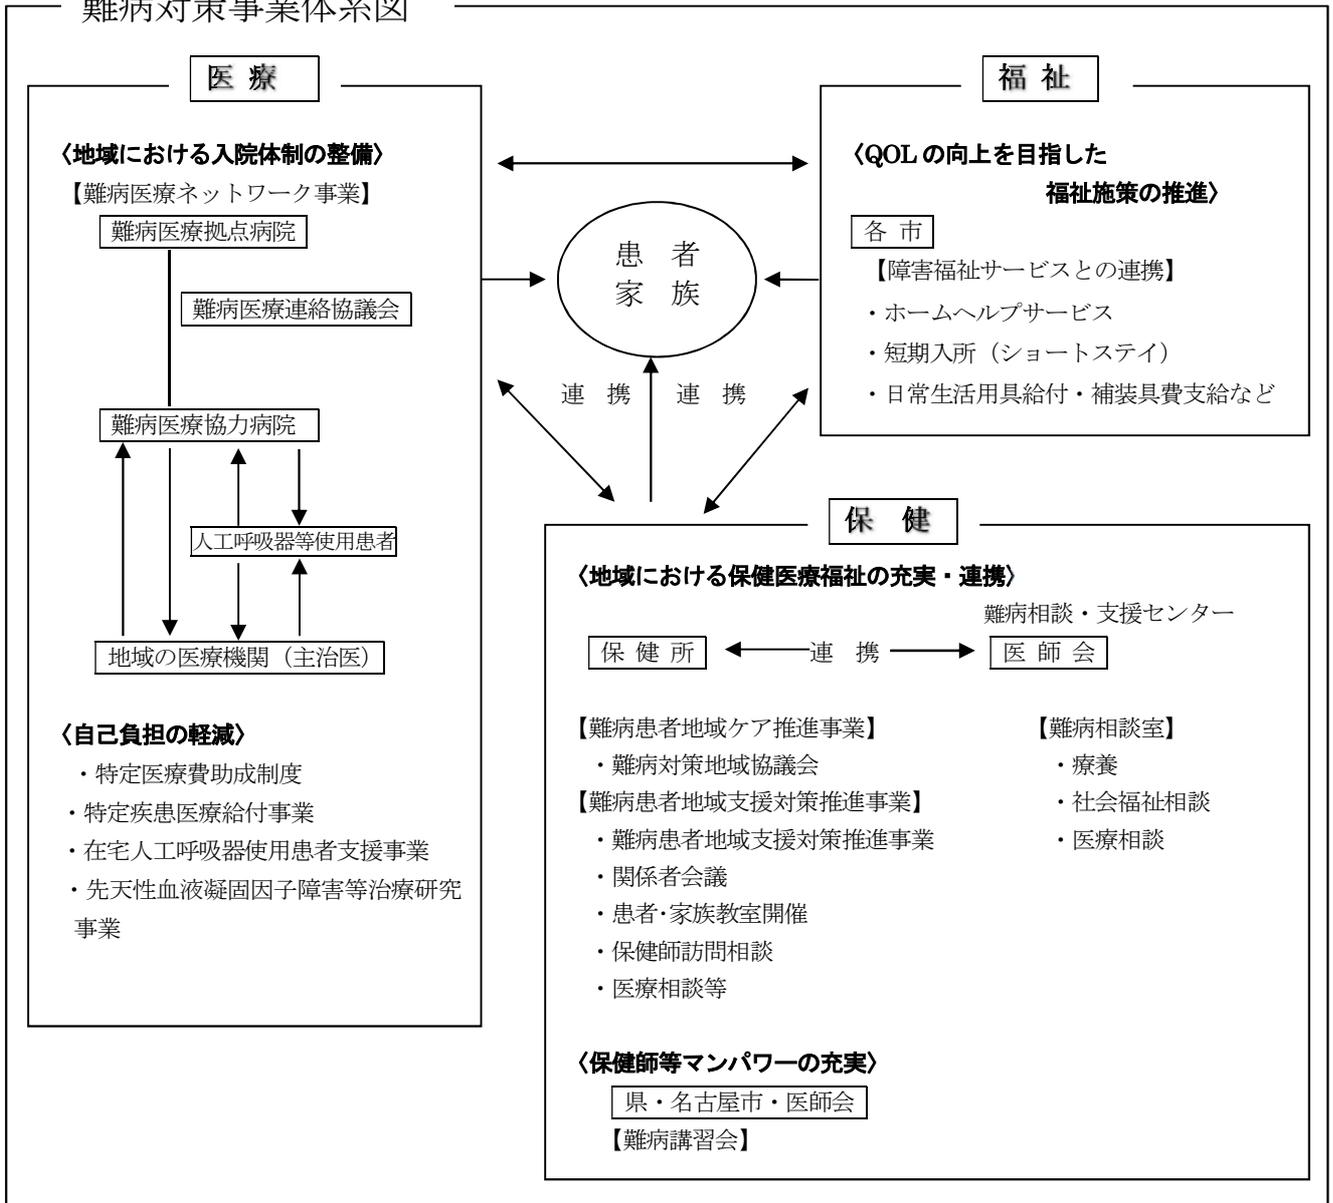 難病対策事業体系図
医 療
〈地域における入院体制の整備〉
【難病医療ネットワーク事業】
難病医療拠点病院
難病医療連絡協議会
難病医療協力病院
人工呼吸器等使用患者
地域の医療機関（主治医）
〈自己負担の軽減〉
・特定医療費助成制度
・特定疾患医療給付事業
・在宅人工呼吸器使用患者支援事業
・先天性血液凝固因子障害等治療研究
事業
患 者
家 族
連 携 連 携
福 祉
〈QOLの向上を目指した
福祉施策の推進〉
各 市
【障害福祉サービスとの連携】
・ホームヘルプサービス
・短期入所（ショートステイ）
・日常生活用具給付・補装具費支給など
保 健
〈地域における保健医療福祉の充実・連携〉
難病相談・支援センター
保 健 所 連 携 医 師 会
【難病患者地域ケア推進事業】
・難病対策地域協議会
【難病患者地域支援対策推進事業】
・難病患者地域支援対策推進事業
・関係者会議
・患者･家族教室開催
・保健師訪問相談
・医療相談等
【難病相談室】
・療養
・社会福祉相談
・医療相談
〈保健師等マンパワーの充実〉
県・名古屋市・医師会
【難病講習会】